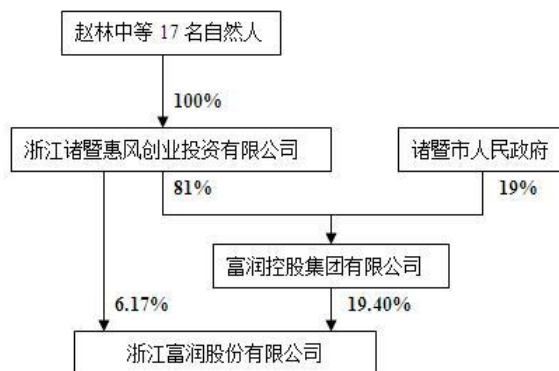 赵林中等 17 名自然人
100%
浙江诸暨惠风创业投资有限公司
诸暨市人民政府
81%
19%
富润控股集团有限公司
6.17%
19.40%
浙江富润股份有限公司